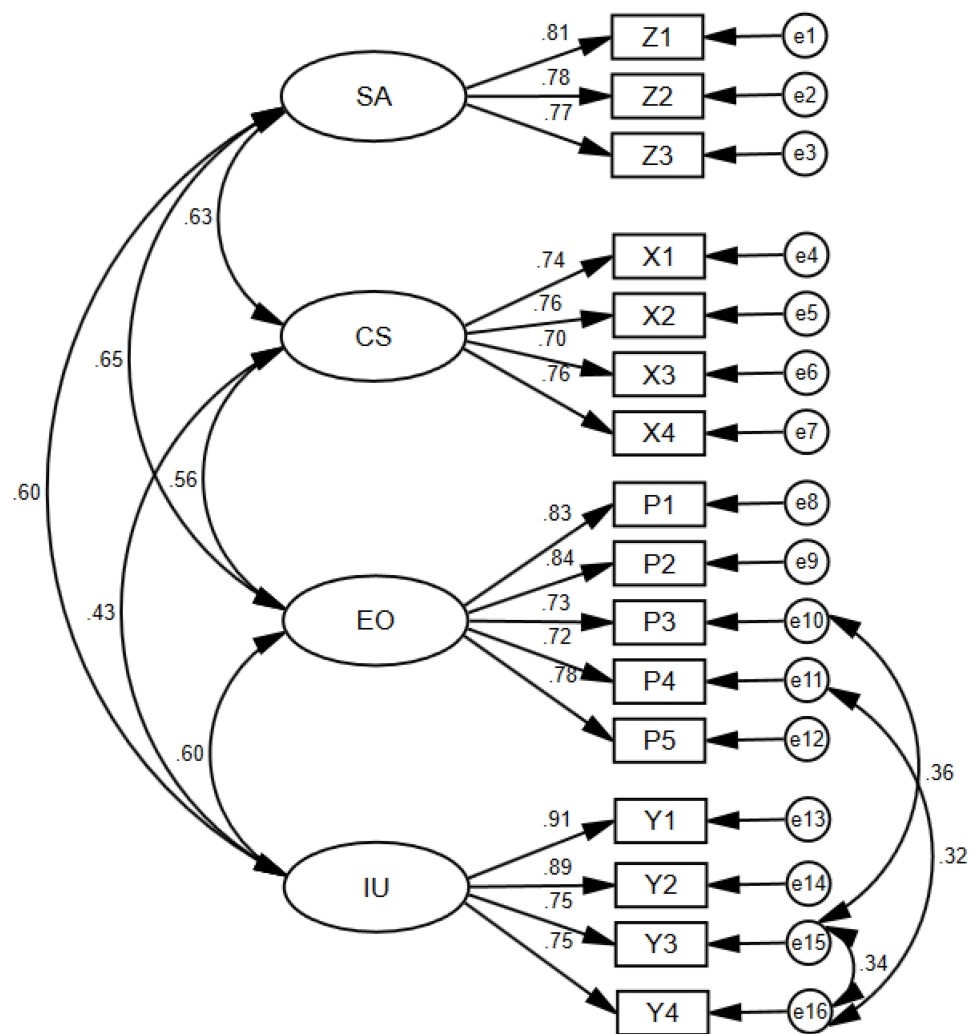 .81
Z1
e1
SA
.78
Z2
e2
.77
Z3
e3
.63
.74
X1
e4
.76
X2
e5
CS
.70
X3
e6
.65
.76
X4
e7
.60
.56
.83
P1
e8
.84
P2
e9
.43
EO
.73
P3
e10
.72
P4
e11
.78
P5
e12
.60
.36
.91
Y1
e13
.32
IU
.89
Y2
e14
.75
Y3
e15
.75
.34
Y4
e16